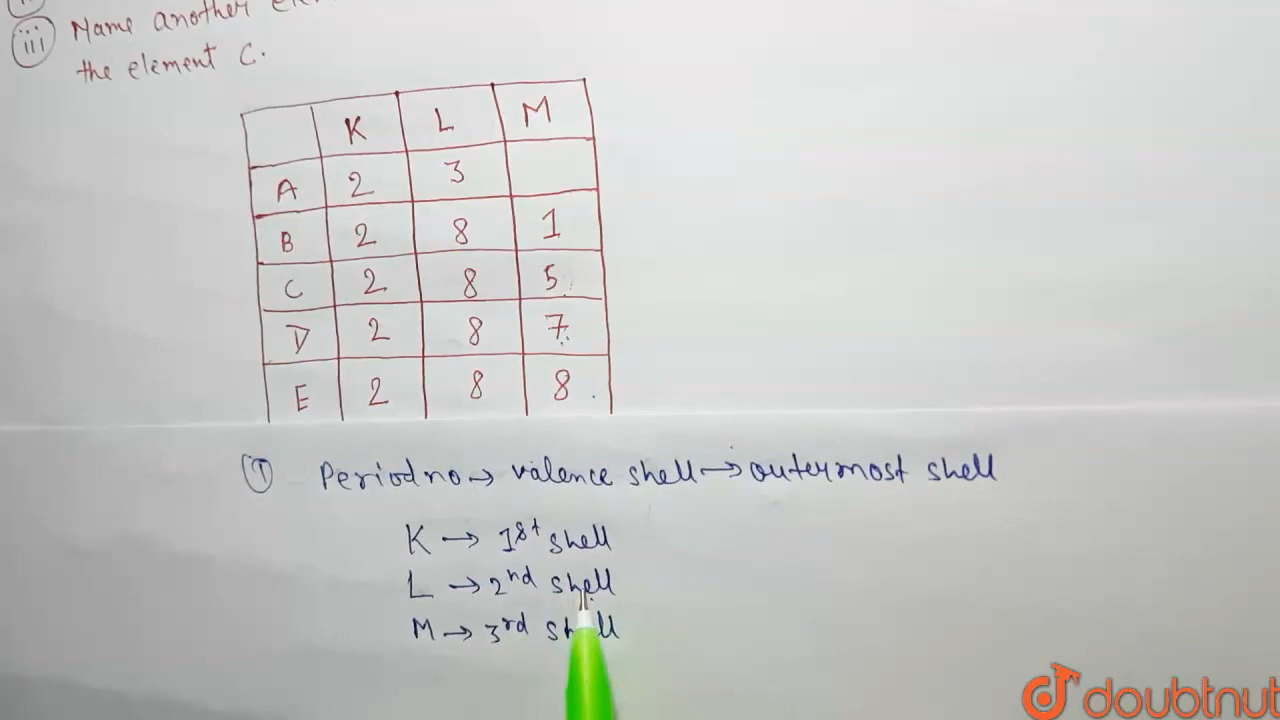 iii Name another
the element C.
K L M
A 2 3
B 2 8 1
C 2 8 5
D 2 8 7
E 2 8 8
① Period no → valence shell → outermost shell
K → 1st shell
L → 2nd shell
M → 3rd shell
doubtnut